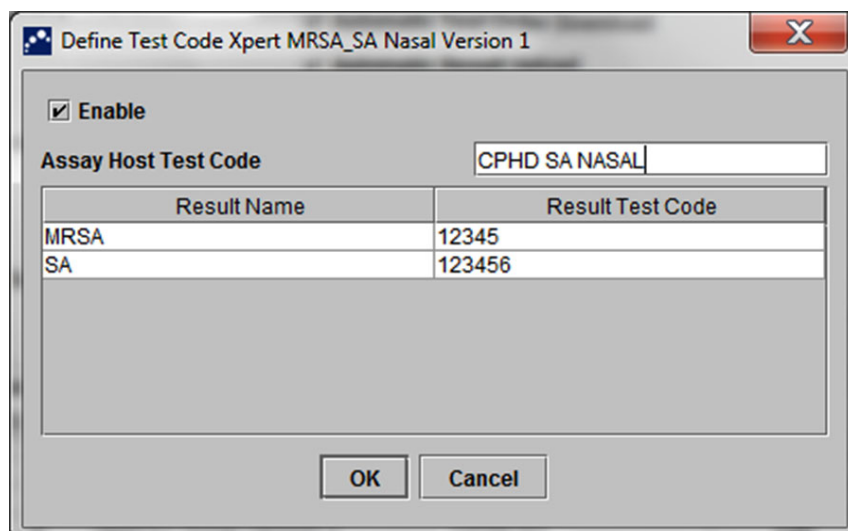 Define Test Code Xpert MRSA_SA Nasal Version 1
Enable
Assay Host Test Code CPHD SA NASAL
Result Name Result Test Code
MRSA 12345
SA 123456
OK Cancel